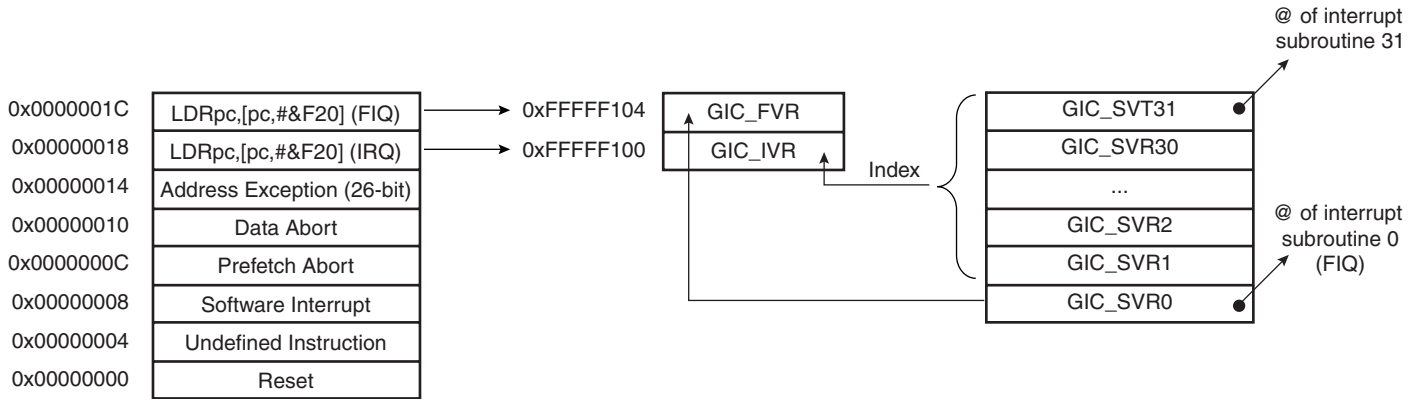 @ of interrupt
subroutine 31
0x0000001C
LDRpc,[pc,#&F20] (FIQ)
0xFFFFF104
GIC_FVR
GIC_SVT31
0x00000018
LDRpc,[pc,#&F20] (IRQ)
0xFFFFF100
GIC_IVR
GIC_SVR30
Index
0x00000014
Address Exception (26-bit)
...
0x00000010
Data Abort
GIC_SVR2
@ of interrupt
subroutine 0
(FIQ)
0x0000000C
Prefetch Abort
GIC_SVR1
0x00000008
Software Interrupt
GIC_SVR0
0x00000004
Undefined Instruction
0x00000000
Reset